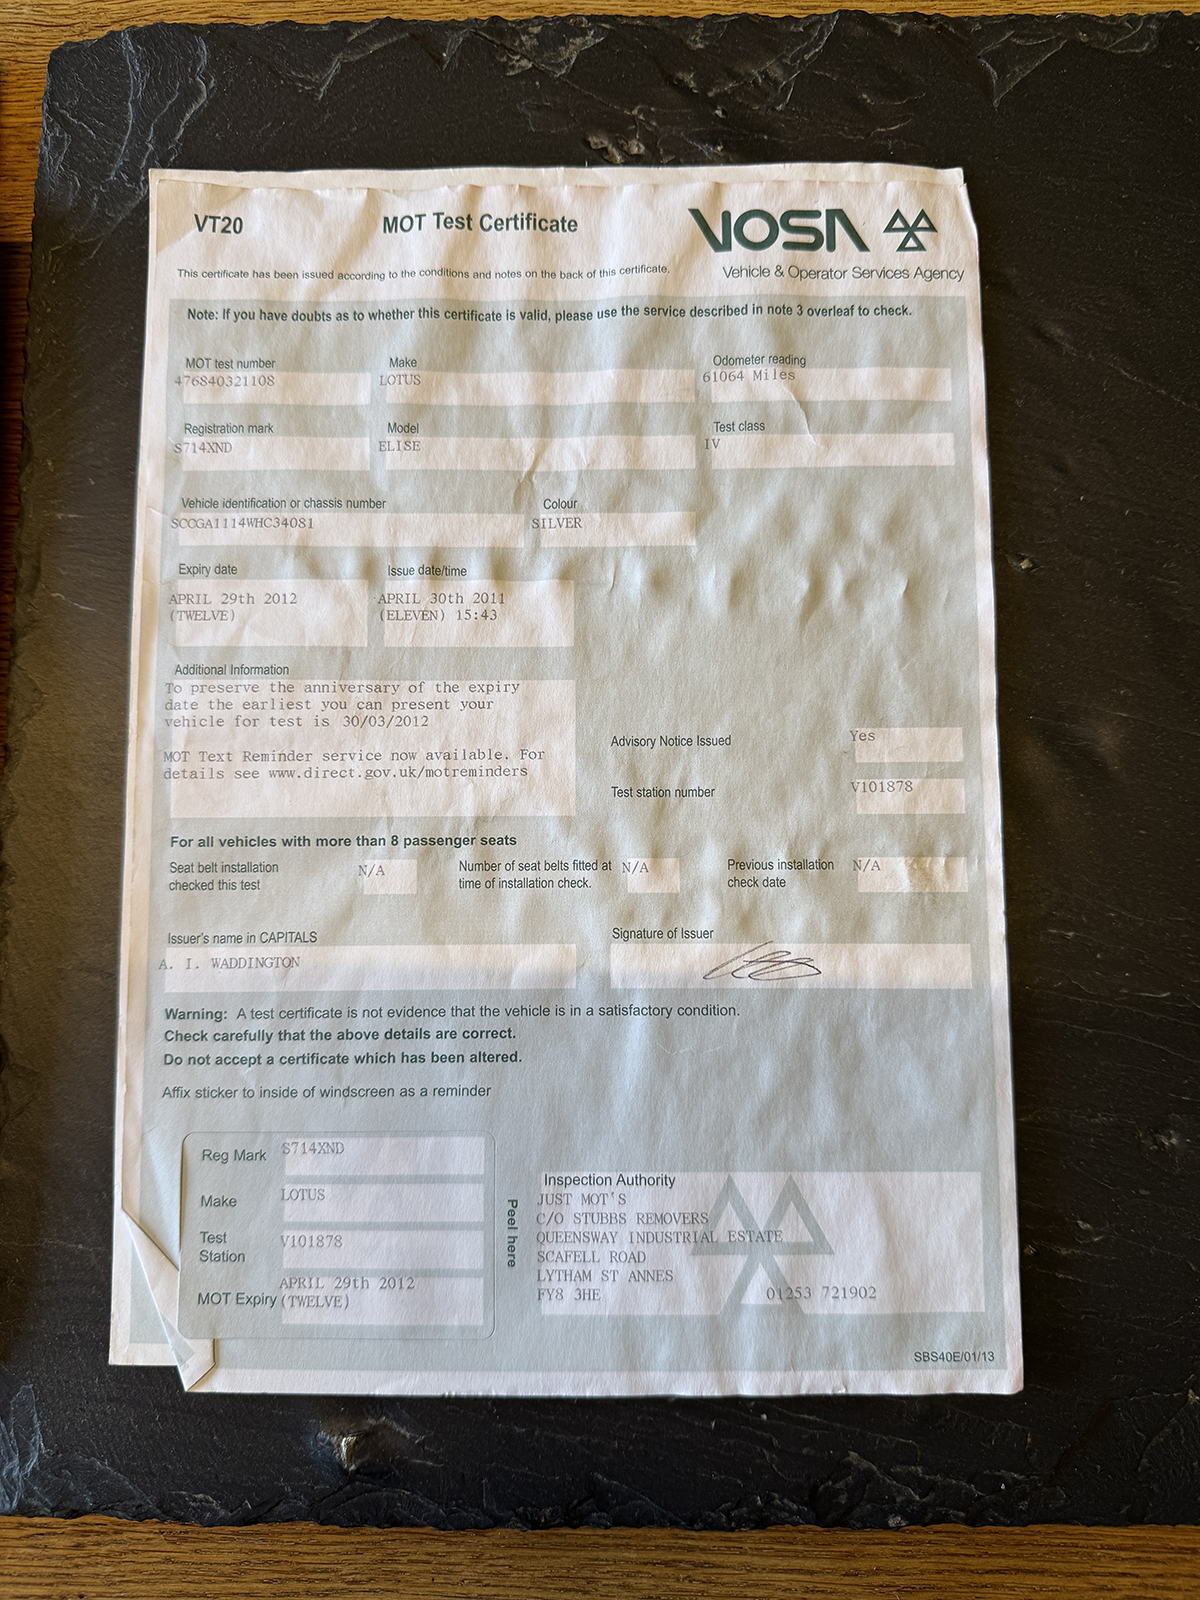 VT20
MOT Test Certificate
VOSA
Vehicle & Operator Services Agency
This certificate has been issued according to the conditions and notes on the back of this certificate.
Note: If you have doubts as to whether this certificate is valid, please use the service described in note 3 overleaf to check.
MOT test number
476840321108
Make
LOTUS
Odometer reading
61064 Miles
Registration mark
S714XND
Model
ELISE
Test class
IV
Vehicle identification or chassis number
SCCGA1114WHC34081
Colour
SILVER
Expiry date
APRIL 29th 2012
(TWELVE)
Issue date/time
APRIL 30th 2011
(ELEVEN) 15:43
Additional Information
To preserve the anniversary of the expiry
date the earliest you can present your
vehicle for test is 30/03/2012
MOT Text Reminder service now available. For
details see www.direct.gov.uk/motreminders
Advisory Notice Issued
Yes
Test station number
V101878
For all vehicles with more than 8 passenger seats
Seat belt installation
checked this test
N/A
Number of seat belts fitted at
time of installation check.
N/A
Previous installation
check date
N/A
Issuer's name in CAPITALS
A. I. WADDINGTON
Signature of Issuer
Warning: A test certificate is not evidence that the vehicle is in a satisfactory condition.
Check carefully that the above details are correct.
Do not accept a certificate which has been altered.
Affix sticker to inside of windscreen as a reminder
Reg Mark S714XND
Make LOTUS
Test
Station
V101878
MOT Expiry
APRIL 29th 2012
(TWELVE)
Peel here
Inspection Authority
JUST MOT'S
C/O STUBBS REMOVERS
QUEENSWAY INDUSTRIAL ESTATE
SCAFELL ROAD
LYTHAM ST ANNES
FY8 3HE 01253 721902
SBS40E/01/13